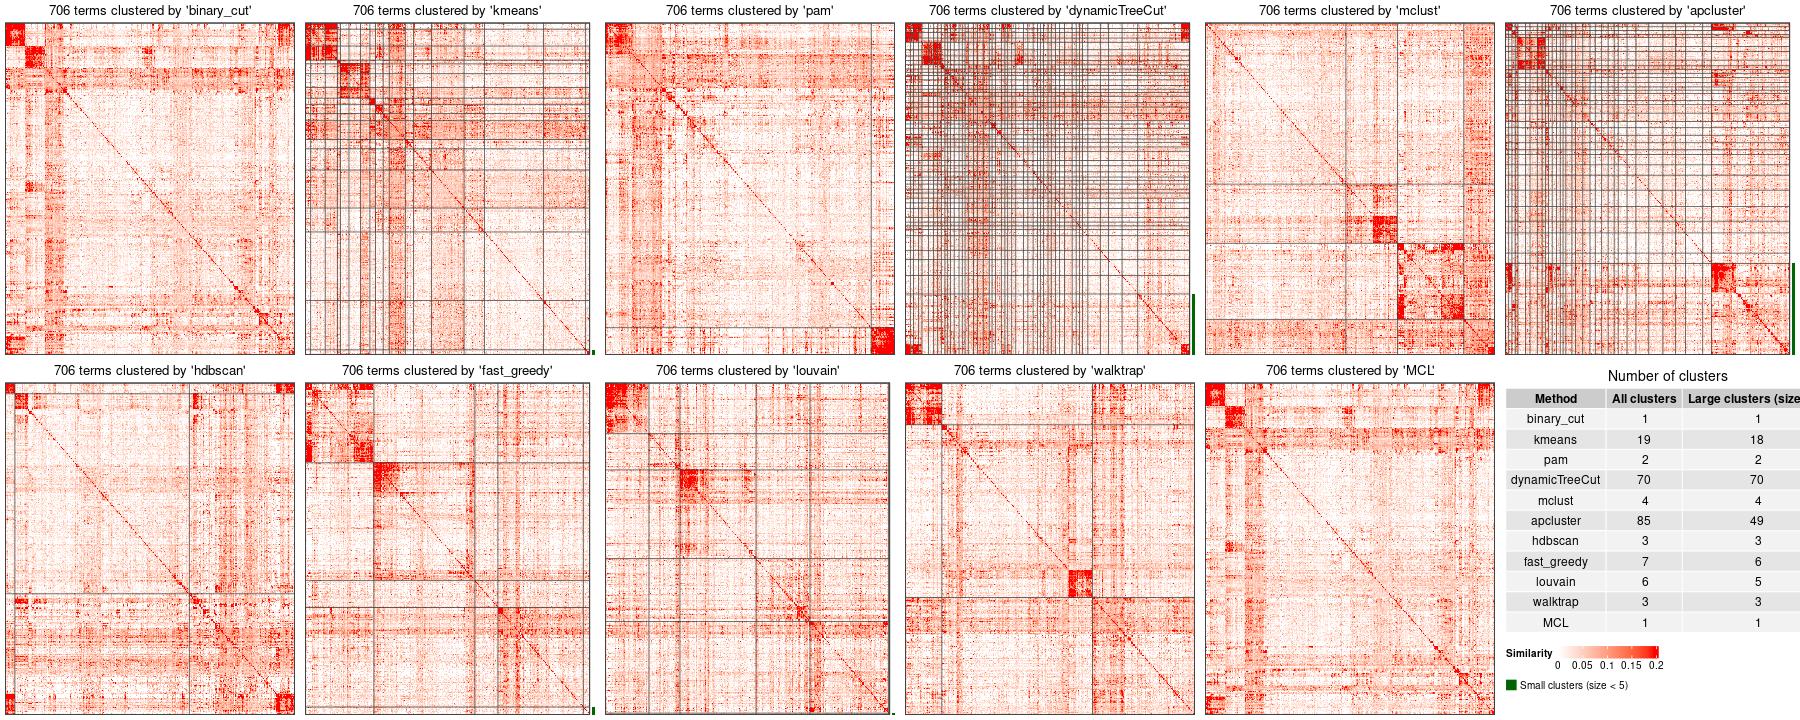 706 terms clustered by 'binary_cut'
706 terms clustered by 'kmeans'
706 terms clustered by 'pam'
706 terms clustered by 'dynamicTreeCut'
706 terms clustered by 'mclust'
706 terms clustered by 'apcluster'
706 terms clustered by 'hdbscan'
706 terms clustered by 'fast_greedy'
706 terms clustered by 'louvain'
706 terms clustered by 'walktrap'
706 terms clustered by 'MCL'
Number of clusters
Method All clusters Large clusters (size
binary_cut 1 1
kmeans 19 18
pam 2 2
dynamicTreeCut 70 70
mclust 4 4
apcluster 85 49
hdbscan 3 3
fast_greedy 7 6
louvain 6 5
walktrap 3 3
MCL 1 1
Similarity
0 0.05 0.1 0.15 0.2
Small clusters (size < 5)